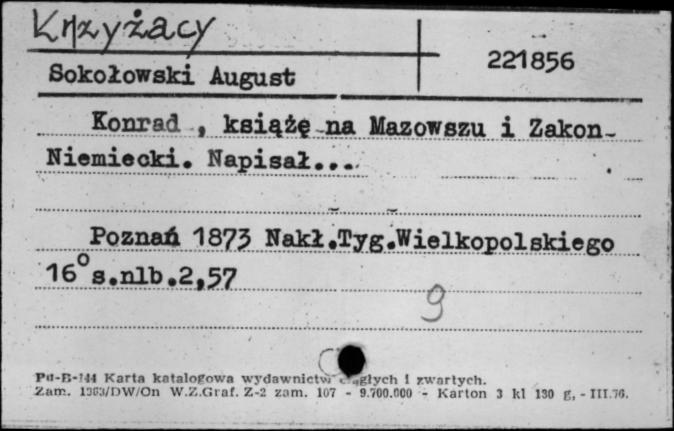 Krzyżacy
221856
Sokołowski August
Konrad , książę na Mazowszu i Zakon
Niemiecki. Napisał...
Poznań 1873 Nakł.Tyg.Wielkopolskiego
16° s.nlb.2,57
9
Pu-B-144 Karta katalogowa wydawnictw ciągłych i zwartych.
Zam. 1363/DW/On W.Z.Graf. Z-2 zam. 107 - 9.700.000 - Karton 3 kl 130 g, - III.76.